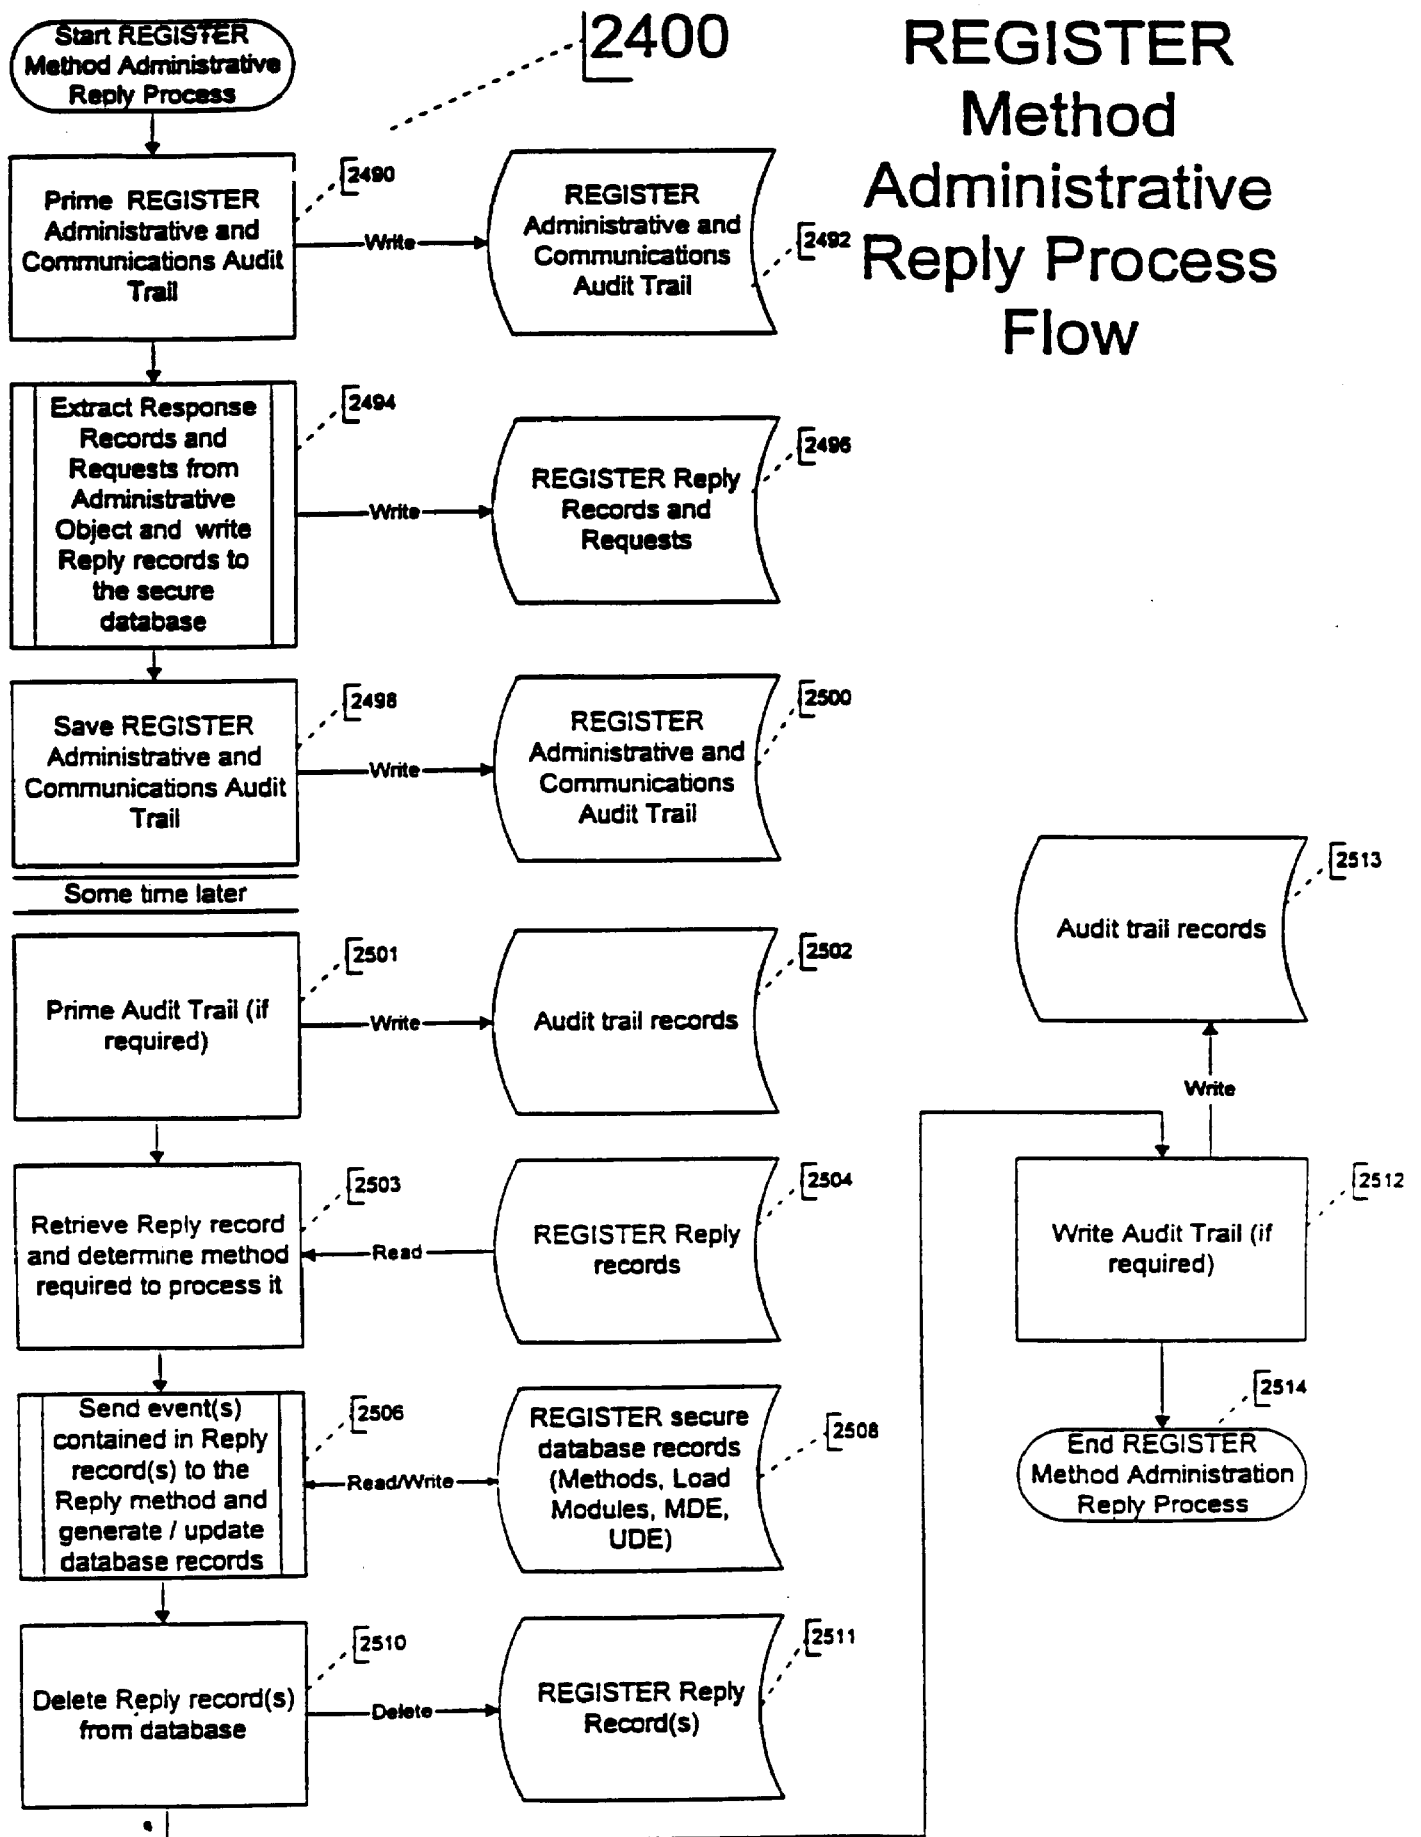 Start REGISTER
Method Administrative
Reply Process
2400
REGISTER
Method
Administrative
Reply Process
Flow
Prime REGISTER
Administrative and
Communications Audit
Trail
2490
Write
REGISTER
Administrative and
Communications
Audit Trail
2492
Extract Response
Records and
Requests from
Administrative
Object and write
Reply records to
the secure
database
2494
Write
REGISTER Reply
Records and
Requests
2496
Save REGISTER
Administrative and
Communications Audit
Trail
2498
Write
REGISTER
Administrative and
Communications
Audit Trail
2500
Some time later
Prime Audit Trail (if
required)
2501
Write
Audit trail records
2502
Retrieve Reply record
and determine method
required to process it
2503
Read
REGISTER Reply
records
2504
Send event(s)
contained in Reply
record(s) to the
Reply method and
generate / update
database records
2506
Read/Write
REGISTER secure
database records
(Methods, Load
Modules, MDE,
UDE)
2508
Delete Reply record(s)
from database
2510
Delete
REGISTER Reply
Record(s)
2511
Audit trail records
2513
Write
Write Audit Trail (if
required)
2512
2514
End REGISTER
Method Administration
Reply Process